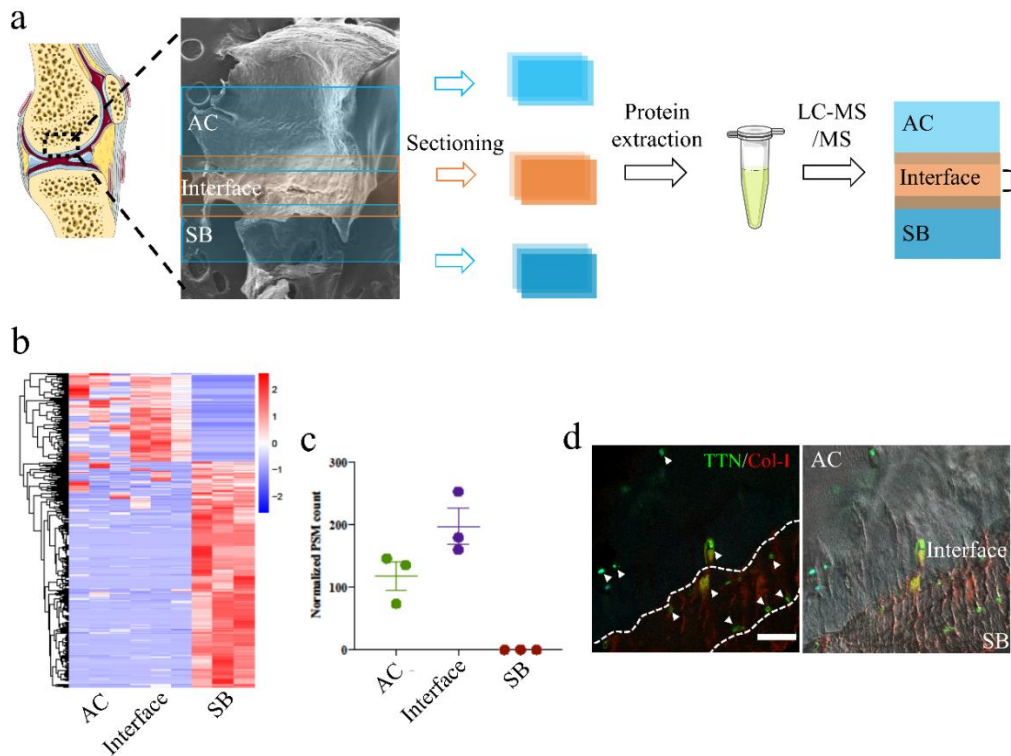 a
AC
Interface
SB
Sectioning
Protein
extraction
LC-MS
/MS
AC
Interface
SB
b
2
1
0
-1
-2
AC
Interface
SB
c
Normalized PSM count
300
200
100
0
AC
Interface
SB
d
TTN/Col-I
AC
Interface
SB